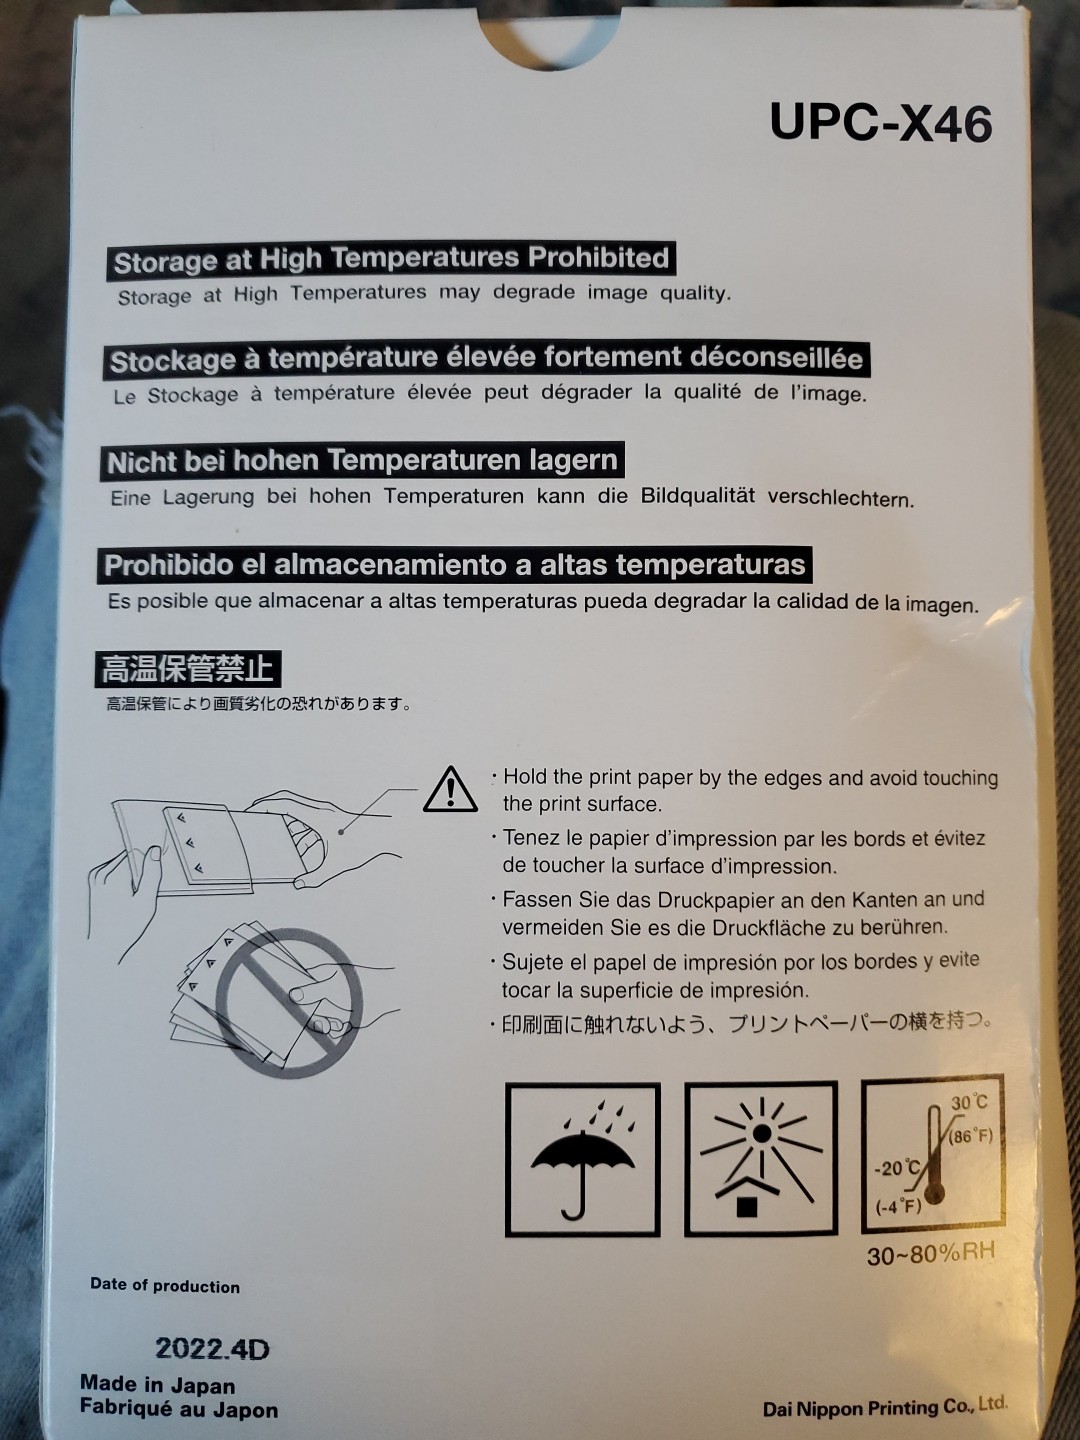 UPC-X46
Storage at High Temperatures Prohibited
Storage at High Temperatures may degrade image quality.
Stockage à température élevée fortement déconseillée
Le Stockage à température élevée peut dégrader la qualité de l'image.
Nicht bei hohen Temperaturen lagern
Eine Lagerung bei hohen Temperaturen kann die Bildqualität verschlechtern.
Prohibido el almacenamiento a altas temperaturas
Es posible que almacenar a altas temperaturas pueda degradar la calidad de la imagen.
高温保管禁止
高温保管により画質劣化の恐れがあります。
・Hold the print paper by the edges and avoid touching
the print surface.
・Tenez le papier d'impression par les bords et évitez
de toucher la surface d'impression.
・Fassen Sie das Druckpapier an den Kanten an und
vermeiden Sie es die Druckfläche zu berühren.
・Sujete el papel de impresión por los bordes y evite
tocar la superficie de impresión.
・印刷面に触れないよう、プリントペーパーの横を持つ。
30°C
(86°F)
-20°C
(-4°F)
30~80%RH
Date of production
2022.4D
Made in Japan
Fabriqué au Japon
Dai Nippon Printing Co., Ltd.